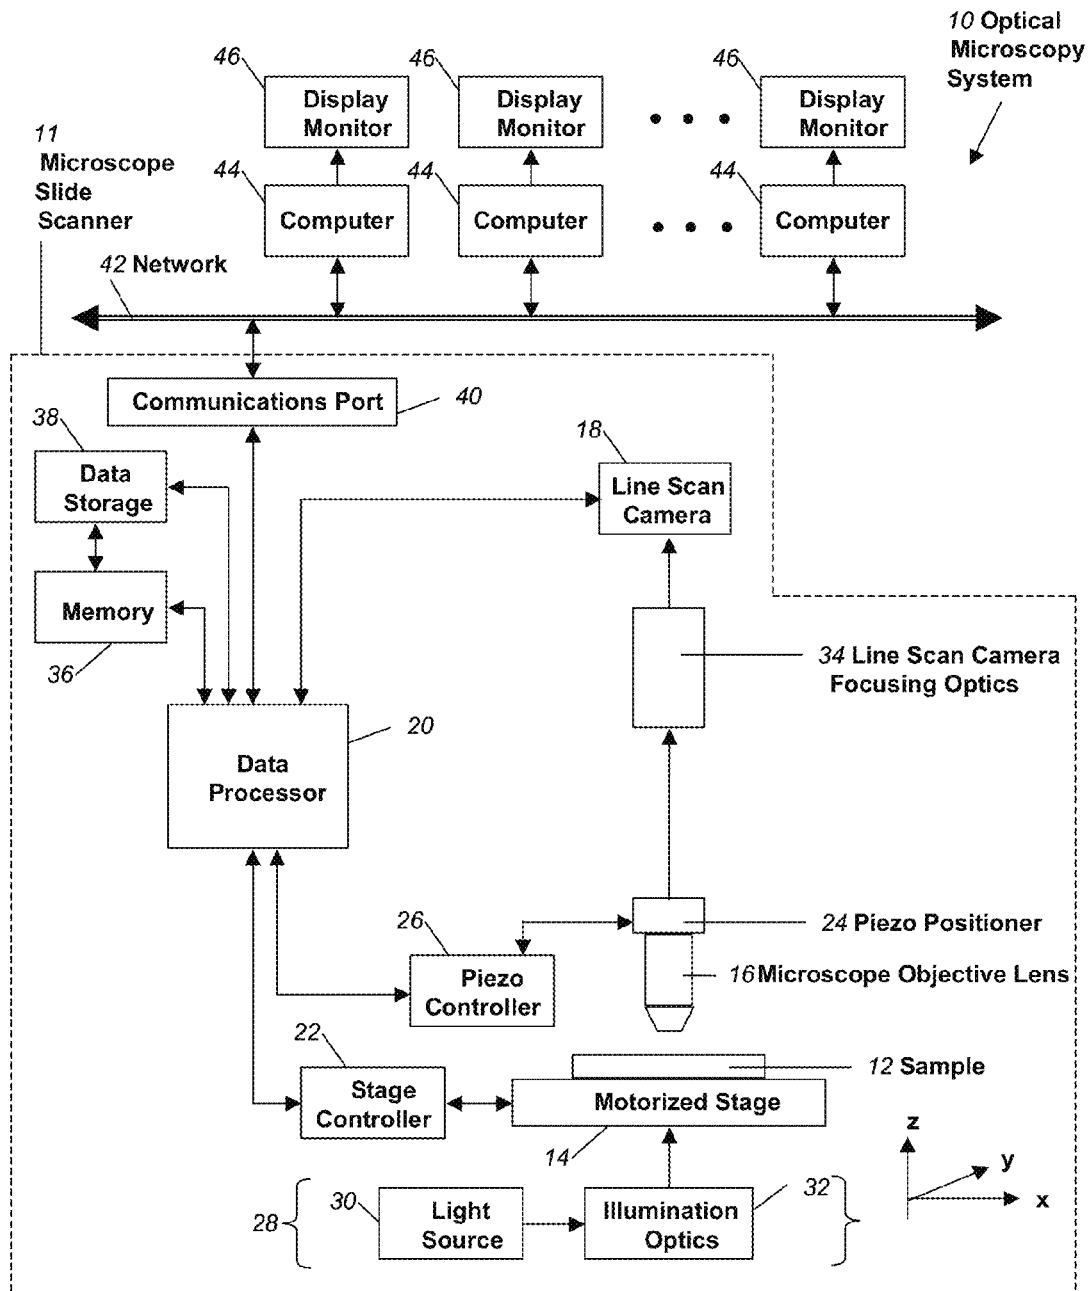 10 Optical
Microscopy
System
46
46
46
Display
Monitor
Display
Monitor
Display
Monitor
11
Microscope
Slide
Scanner
44
44
44
Computer
Computer
Computer
42 Network
Communications Port
40
38
Data
Storage
18
Line Scan
Camera
Memory
36
34 Line Scan Camera
Focusing Optics
20
Data
Processor
26
24 Piezo Positioner
Piezo
Controller
16 Microscope Objective Lens
22
12 Sample
Stage
Controller
Motorized Stage
14
z
y
x
28
30
Light
Source
Illumination
Optics
32